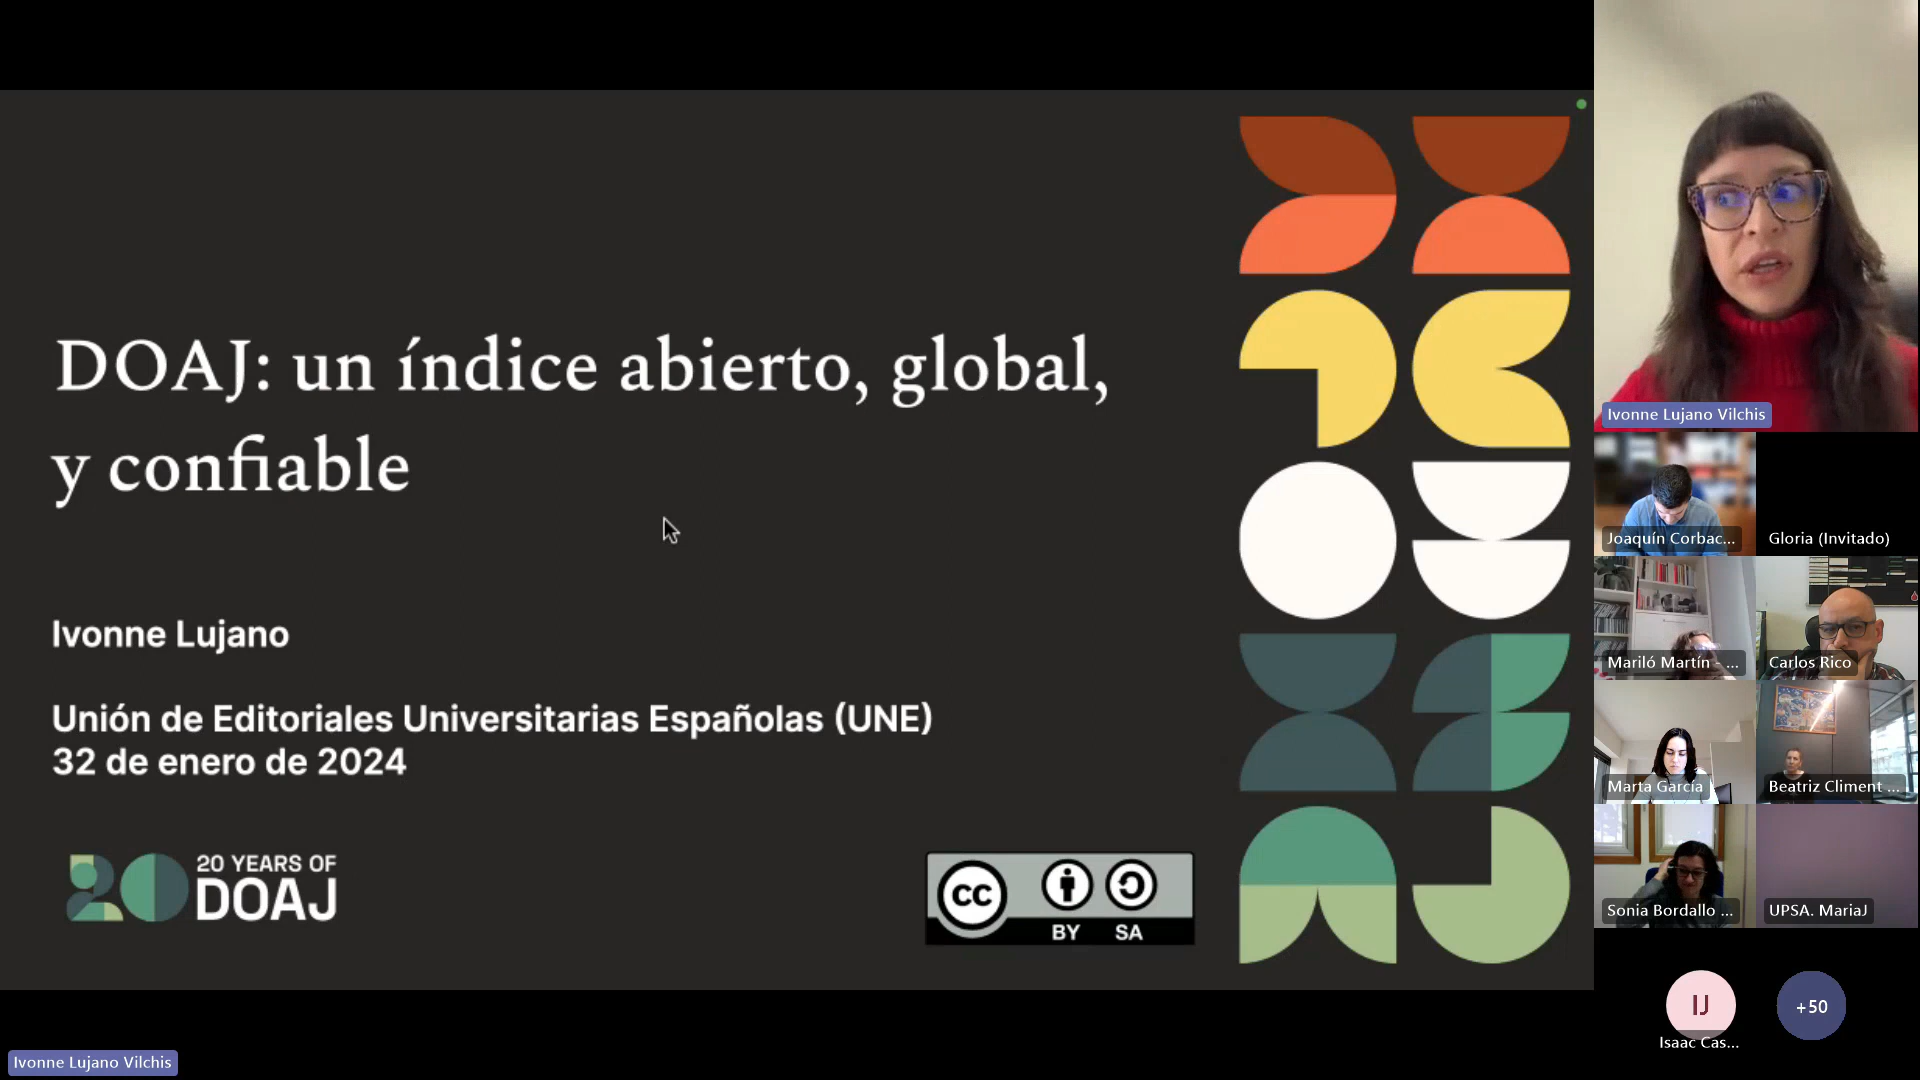 DOAJ: un índice abierto, global,
y confiable
Ivonne Lujano
Unión de Editoriales Universitarias Españolas (UNE)
32 de enero de 2024
20 YEARS OF
DOAJ
cc
BY SA
Ivonne Lujano Vilchis
Joaquín Corbac...
Gloria (Invitado)
Mariló Martín - ...
Carlos Rico
Marta García
Beatriz Climent ...
Sonia Bordallo ...
UPSA. MariaJ
IJ
+50
Isaac Cas...
Ivonne Lujano Vilchis